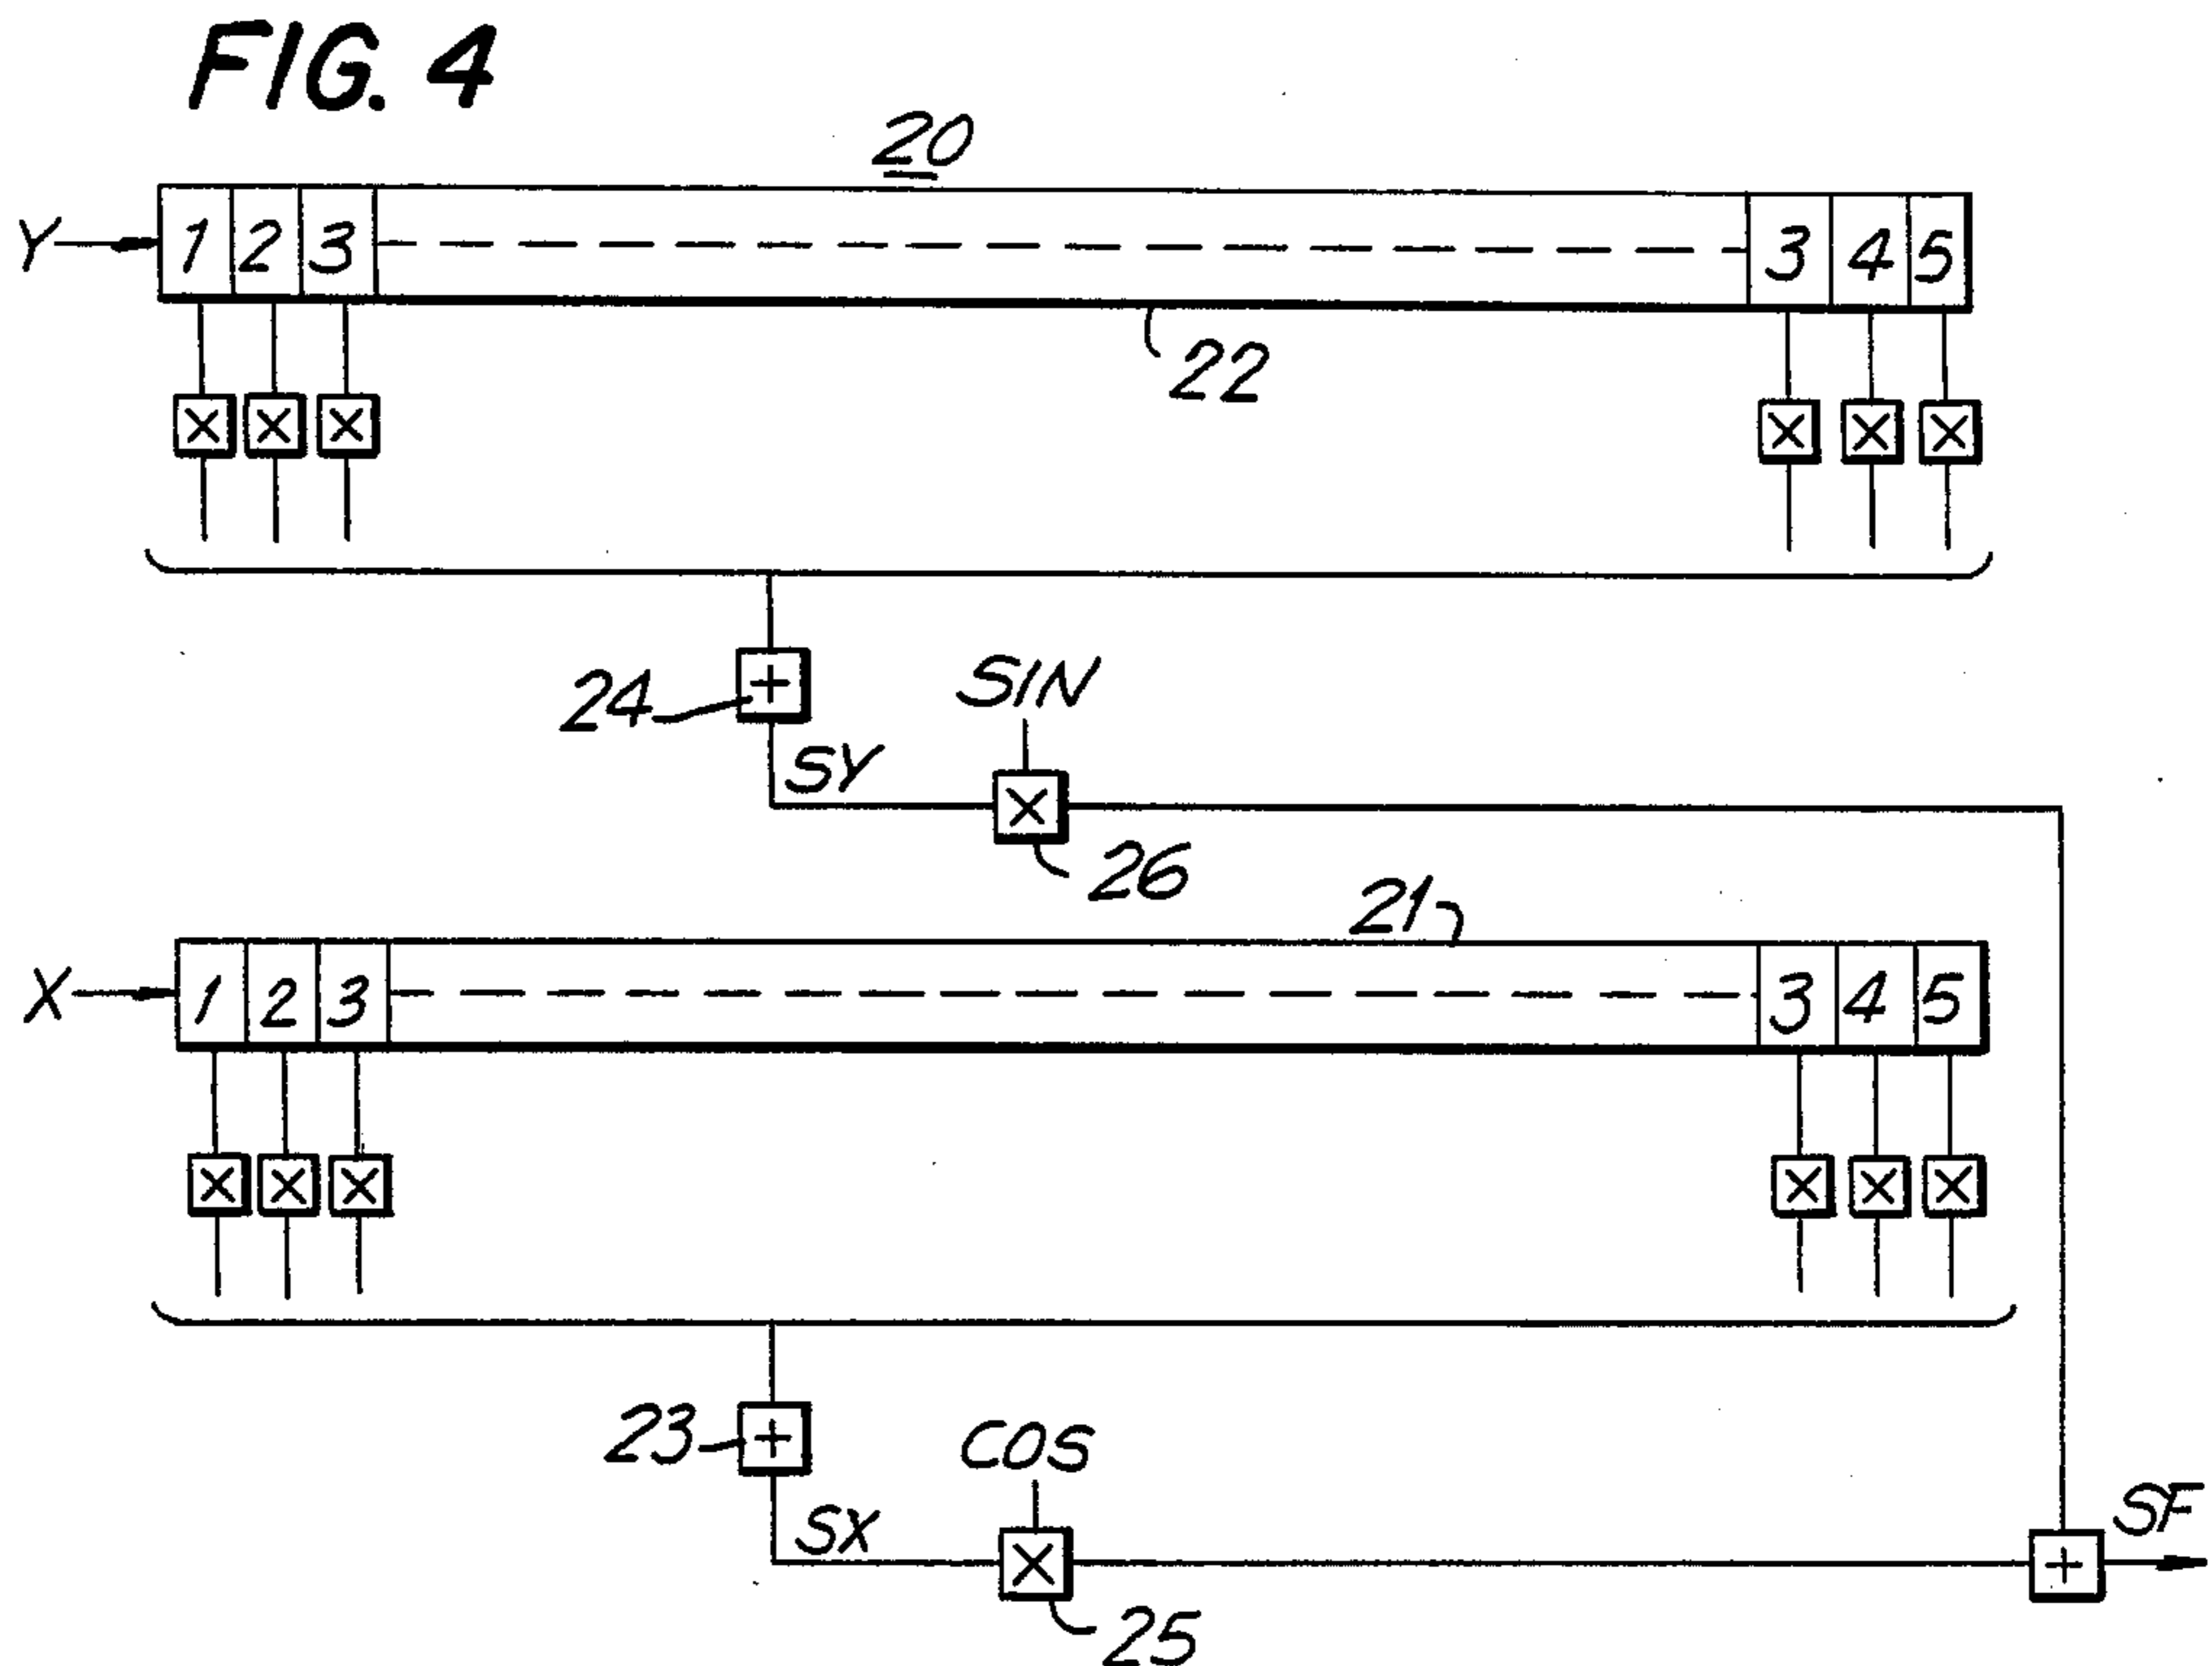 FIG. 4
20
Y 1 2 3 3 4 5
22
× × × × × ×
24 + SIN
SY ×
26
21
X 1 2 3 3 4 5
× × × × × ×
23 + COS
SX × + SF
25